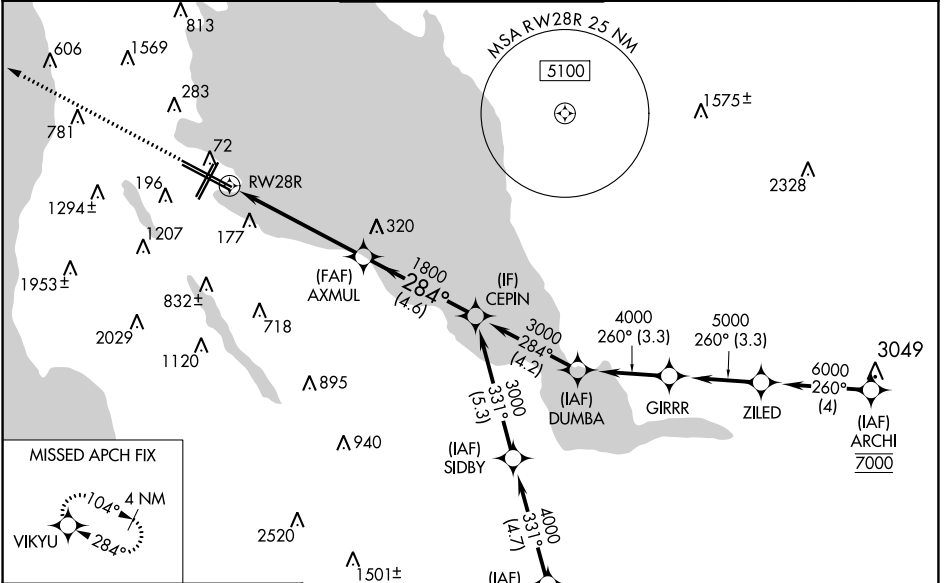 813
606
1569
283
781
72
RW28R
196
1294±
177
1207
1953±
832±
2029
718
1120
MSA RW28R 25 NM
5100
1575±
2328
320
(FAF)
AXMUL
1800
284°
(4.6)
(IF)
CEPIN
3000
284°
(4.2)
(IAF)
DUMBA
4000
260° (3.3)
GIRRR
5000
260° (3.3)
ZILED
6000
260°
(4)
3049
(IAF)
ARCHI
7000
3000
331°
(5.3)
(IAF)
SIDBY
4000
331°
(4.7)
(IAF)
895
940
2520
1501±
MISSED APCH FIX
104°
4 NM
VIKYU
284°